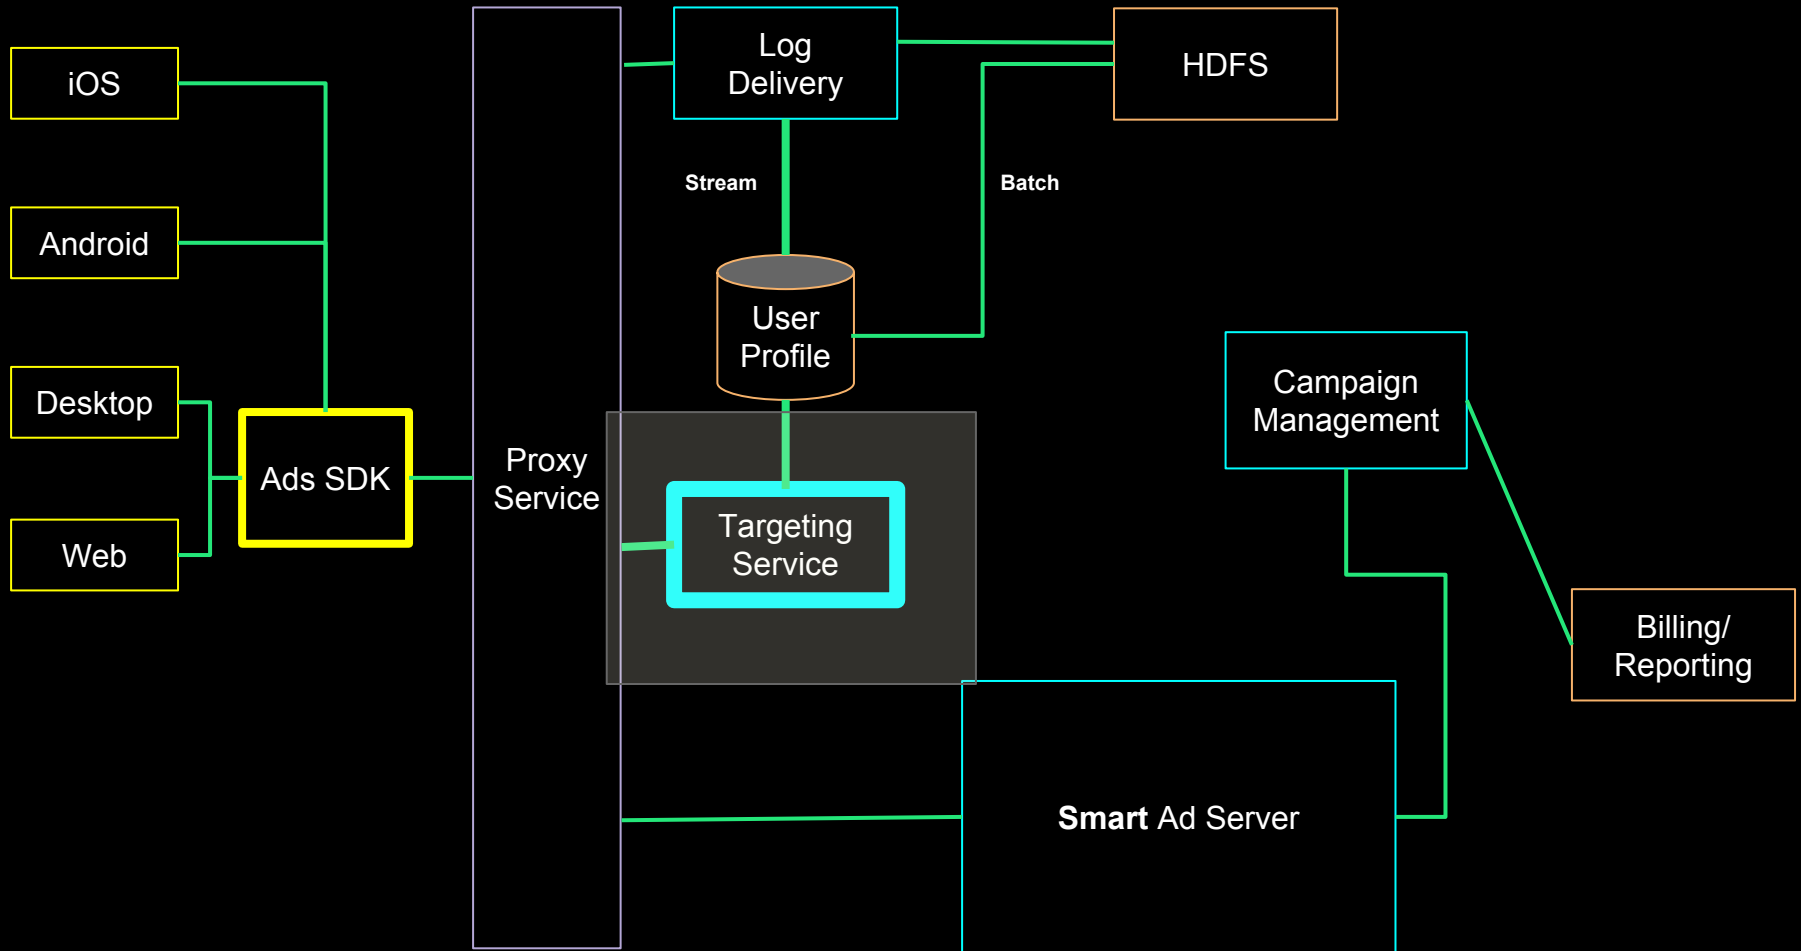 iOS
Android
Desktop
Web
Ads SDK
Proxy
Service
Log
Delivery
HDFS
Stream
Batch
User
Profile
Targeting
Service
Campaign
Management
Billing/
Reporting
Smart Ad Server